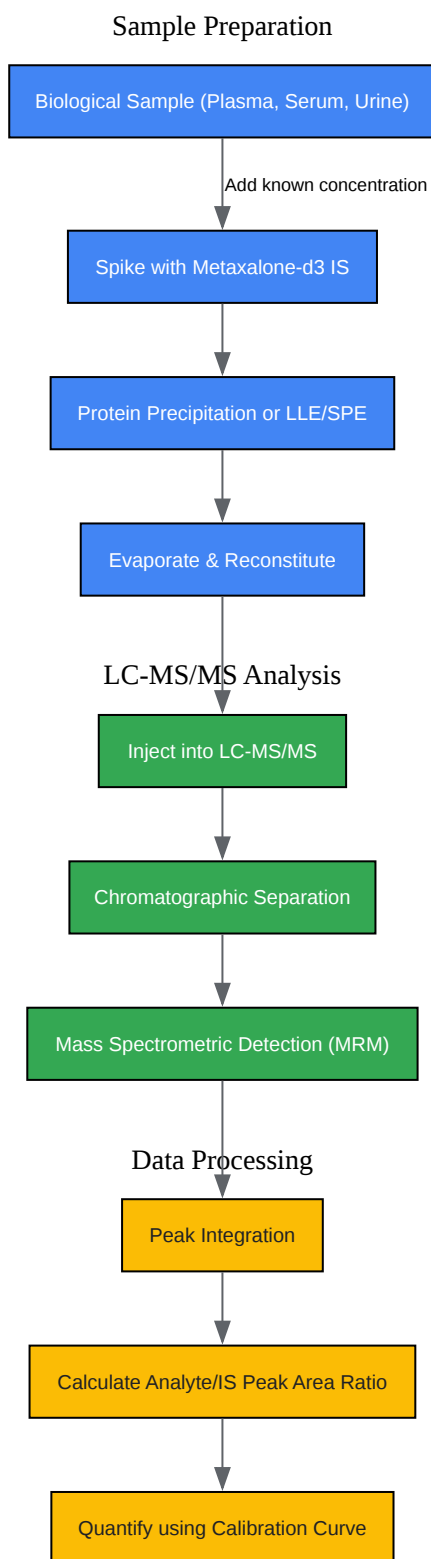 Sample Preparation
Biological Sample (Plasma, Serum, Urine)
Add known concentration
Spike with Metaxalone-d3 IS
Protein Precipitation or LLE/SPE
Evaporate & Reconstitute
LC-MS/MS Analysis
Inject into LC-MS/MS
Chromatographic Separation
Mass Spectrometric Detection (MRM)
Data Processing
Peak Integration
Calculate Analyte/IS Peak Area Ratio
Quantify using Calibration Curve